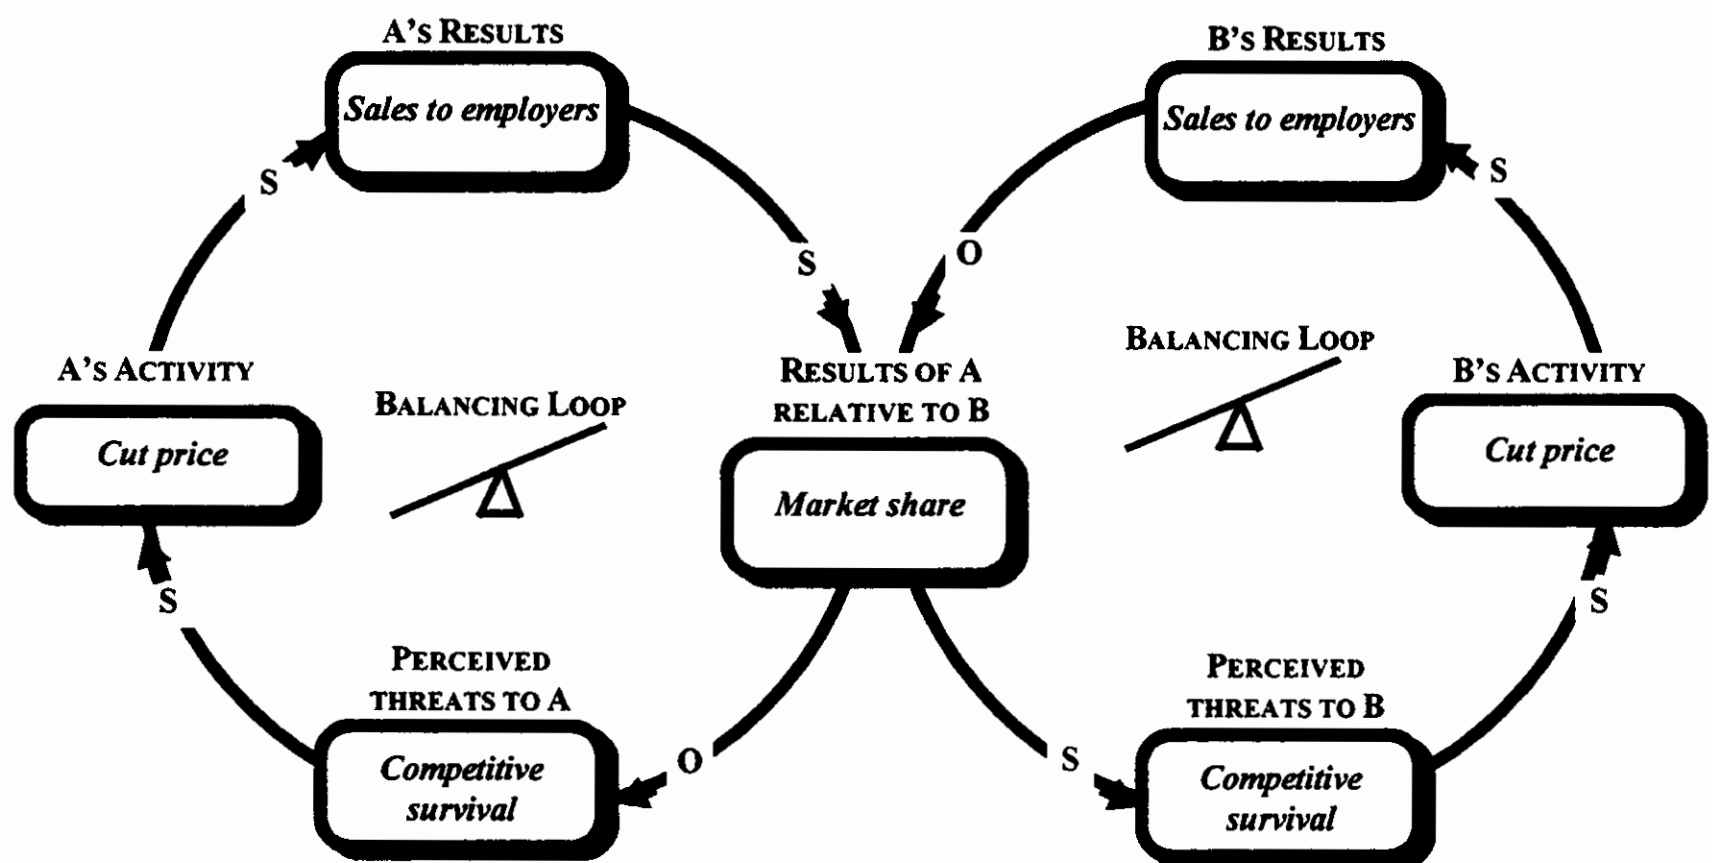 A'S RESULTS
Sales to employers
B'S RESULTS
Sales to employers
S
S
S
O
A'S ACTIVITY
Cut price
BALANCING LOOP
RESULTS OF A
RELATIVE TO B
Market share
BALANCING LOOP
B'S ACTIVITY
Cut price
S
S
PERCEIVED
THREATS TO A
Competitive
survival
O
S
PERCEIVED
THREATS TO B
Competitive
survival